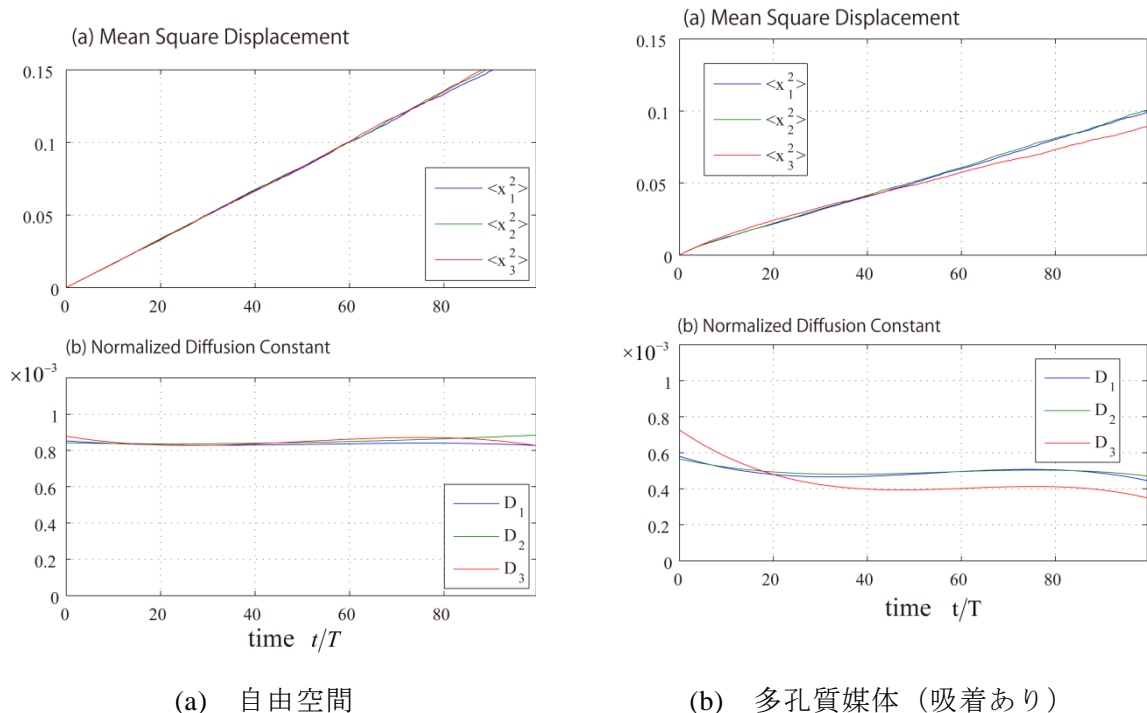 (a) Mean Square Displacement
0.15
0.1
0.05
0
<x₁²>
<x₂²>
<x₃²>
0 20 40 60 80
(b) Normalized Diffusion Constant
×10⁻³
1
0.8
0.6
0.4
0.2
0
D₁
D₂
D₃
0 20 40 60 80
time t/T
(a) 自由空間
(a) Mean Square Displacement
0.15
0.1
0.05
0
<x₁²>
<x₂²>
<x₃²>
0 20 40 60 80
(b) Normalized Diffusion Constant
×10⁻³
1
0.8
0.6
0.4
0.2
0
D₁
D₂
D₃
0 20 40 60 80
time t/T
(b) 多孔質媒体（吸着あり）